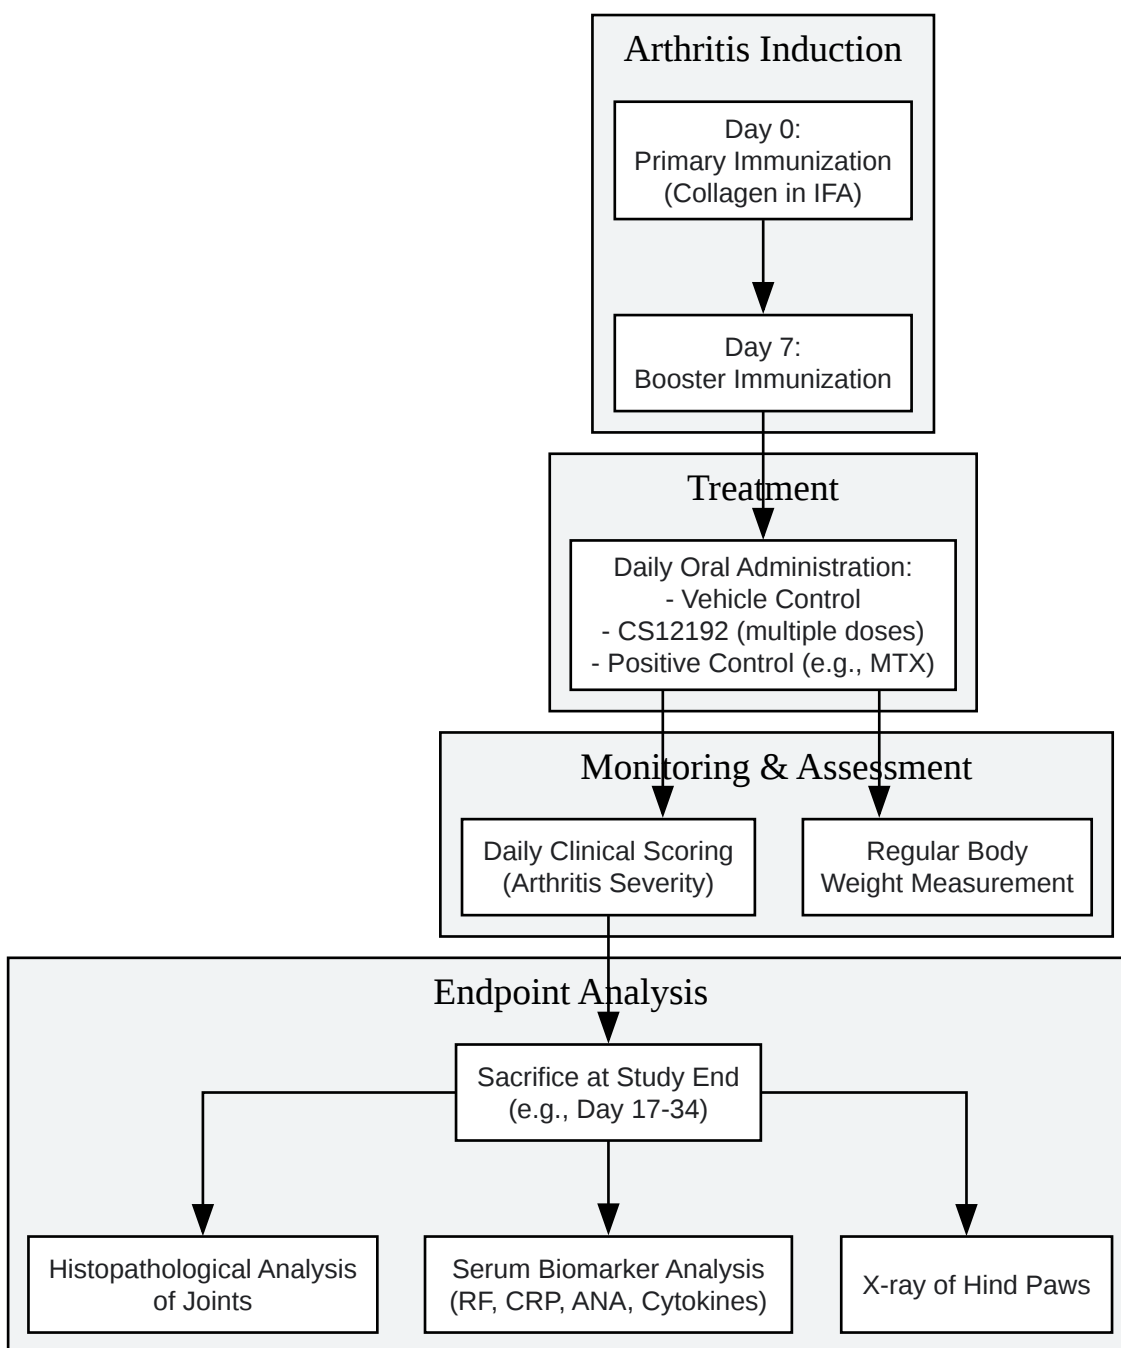 Arthritis Induction
Day 0:
Primary Immunization
(Collagen in IFA)
Day 7:
Booster Immunization
Treatment
Daily Oral Administration:
- Vehicle Control
- CS12192 (multiple doses)
- Positive Control (e.g., MTX)
Monitoring & Assessment
Daily Clinical Scoring
(Arthritis Severity)
Regular Body
Weight Measurement
Endpoint Analysis
Sacrifice at Study End
(e.g., Day 17-34)
Histopathological Analysis
of Joints
Serum Biomarker Analysis
(RF, CRP, ANA, Cytokines)
X-ray of Hind Paws